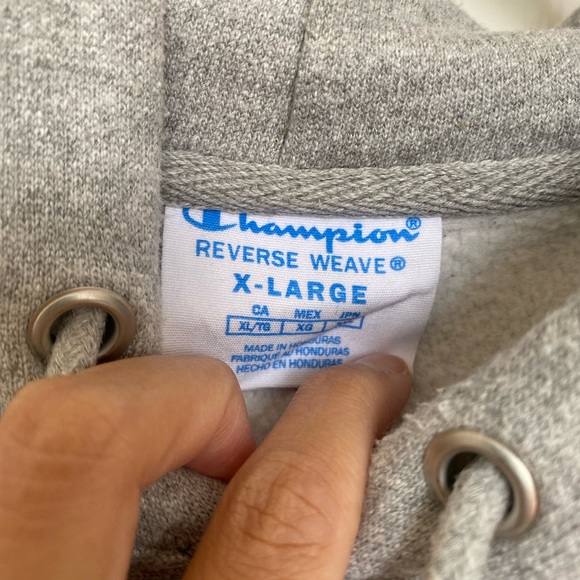 Champion®
REVERSE WEAVE®
X-LARGE
CA MEX JPN
XL/TG XG
MADE IN HONDURAS
FABRIQUÉ AU HONDURAS
HECHO EN HONDURAS